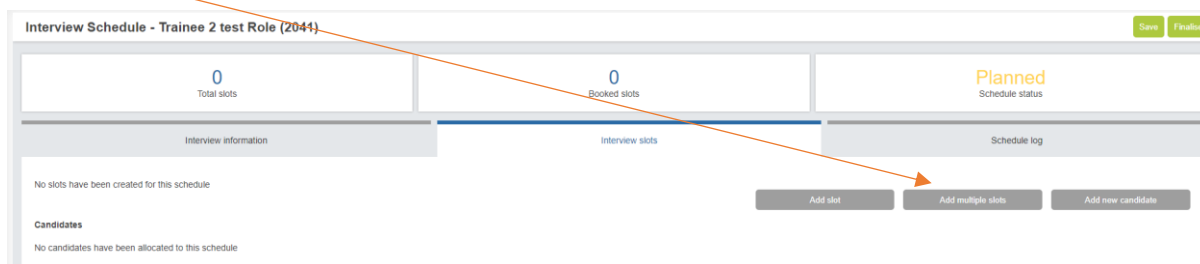 Interview Schedule - Trainee 2 test Role (2041)
Save Finalise
0
Total slots
0
Booked slots
Planned
Schedule status
Interview information
Interview slots
Schedule log
No slots have been created for this schedule
Add slot
Add multiple slots
Add new candidate
Candidates
No candidates have been allocated to this schedule